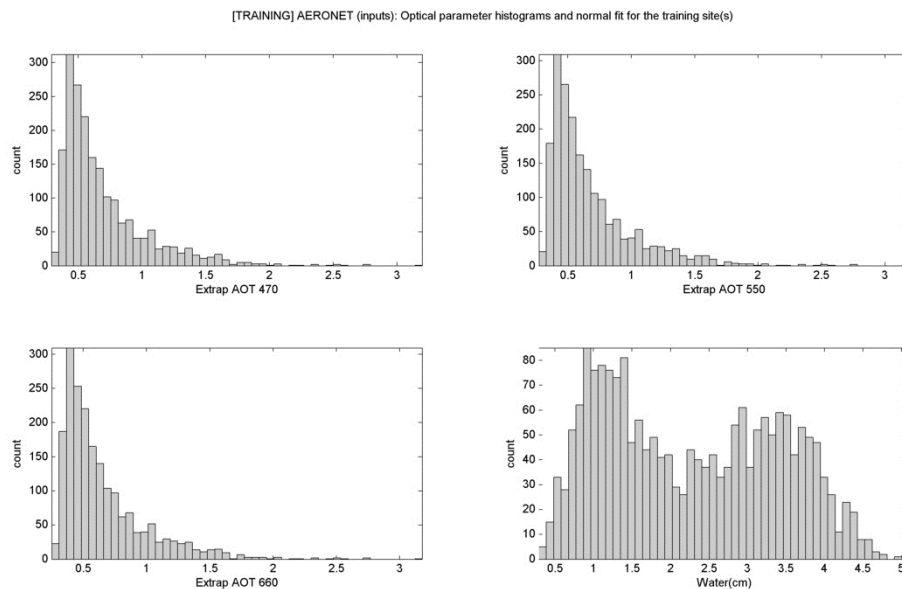 [TRAINING] AERONET (inputs): Optical parameter histograms and normal fit for the training site(s)
300
250
200
150
100
50
0
count
0.5 1 1.5 2 2.5 3
Extrap AOT 470
300
250
200
150
100
50
0
count
0.5 1 1.5 2 2.5 3
Extrap AOT 550
300
250
200
150
100
50
0
count
0.5 1 1.5 2 2.5 3
Extrap AOT 660
80
70
60
50
40
30
20
10
0
count
0.5 1 1.5 2 2.5 3 3.5 4 4.5 5
Water(cm)